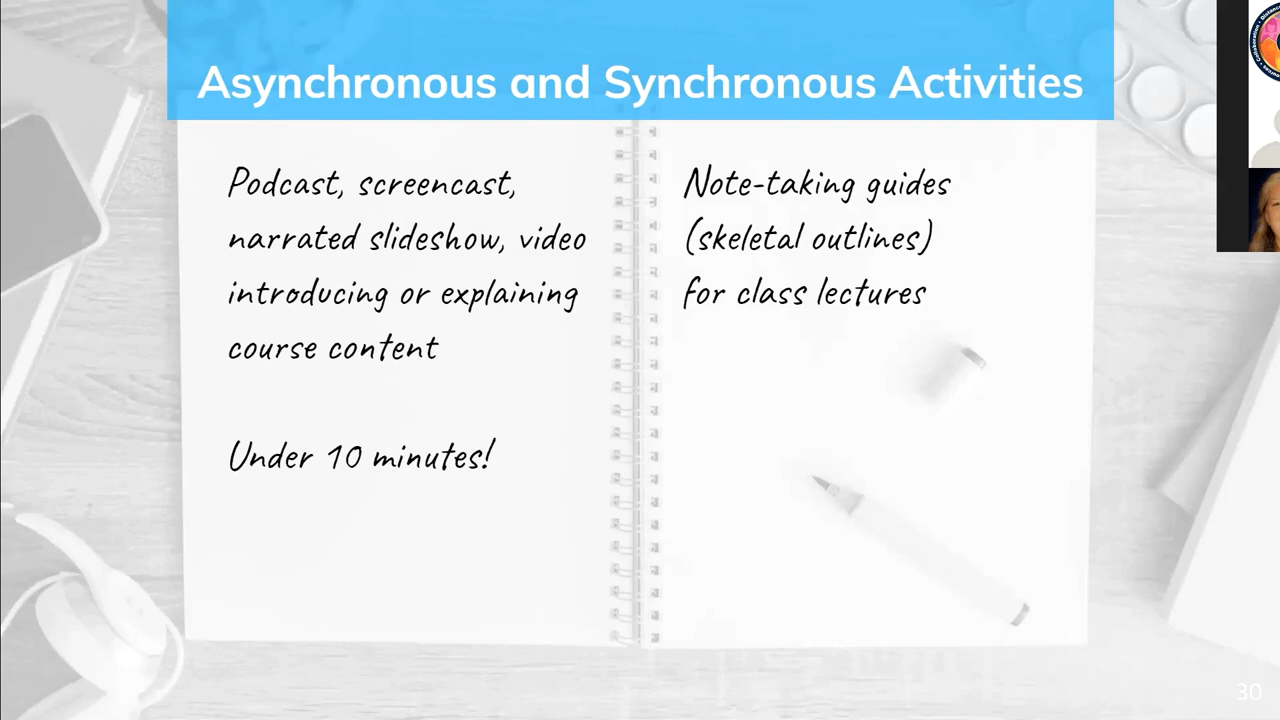 Asynchronous and Synchronous Activities
Podcast, screencast,
narrated slideshow, video
introducing or explaining
course content
Under 10 minutes!
Note-taking guides
(skeletal outlines)
for class lectures
30